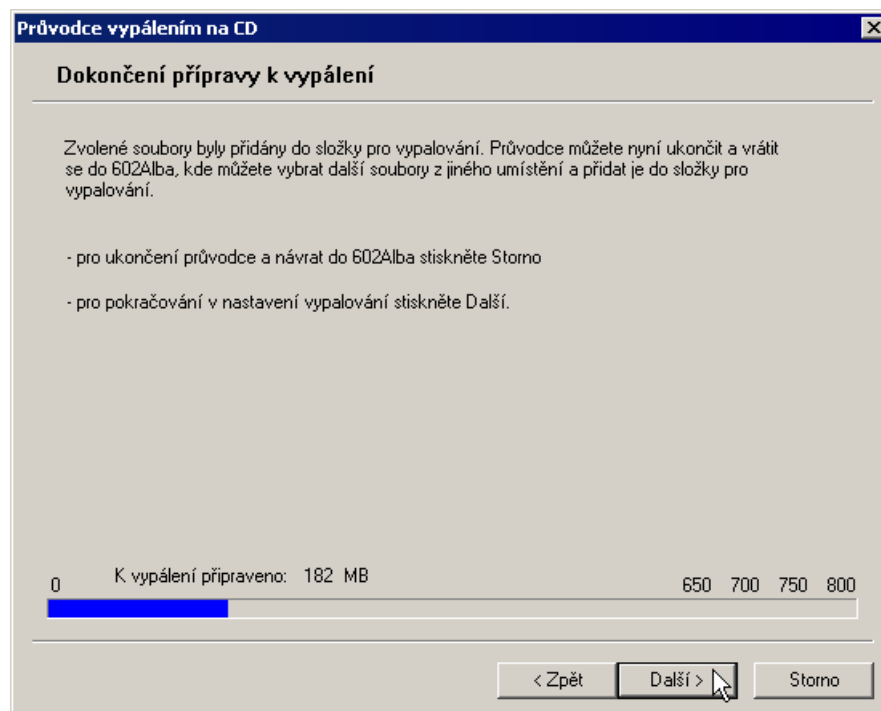 Průvodce vypálením na CD
Dokončení přípravy k vypálení
Zvolené soubory byly přidány do složky pro vypalování. Průvodce můžete nyní ukončit a vrátit
se do 602Alba, kde můžete vybrat další soubory z jiného umístění a přidat je do složky pro
vypalování.
- pro ukončení průvodce a návrat do 602Alba stiskněte Storno
- pro pokračování v nastavení vypalování stiskněte Další.
0 K vypálení připraveno: 182 MB 650 700 750 800
< Zpět Další > Storno